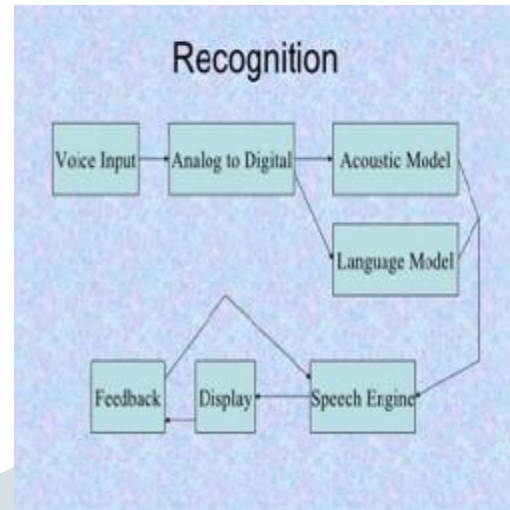 Recognition
Voice Input
Analog to Digital
Acoustic Model
Language Model
Feedback
Display
Speech Engine